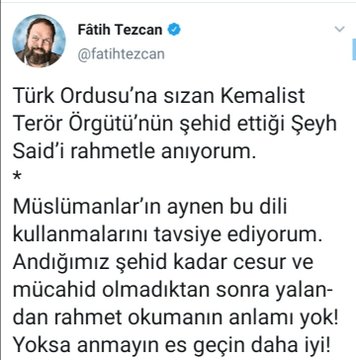 Fâtih Tezcan
@fatihtezcan
Türk Ordusu’na sızan Kemalist
Terör Örgütü’nün şehid ettiği Şeyh
Said’i rahmetle anıyorum.
*
Müslümanlar’ın aynen bu dili
kullanmalarını tavsiye ediyorum.
Andığımız şehid kadar cesur ve
mücahid olmadıktan sonra yalan-
dan rahmet okumanın anlamı yok!
Yoksa anmayın es geçin daha iyi!